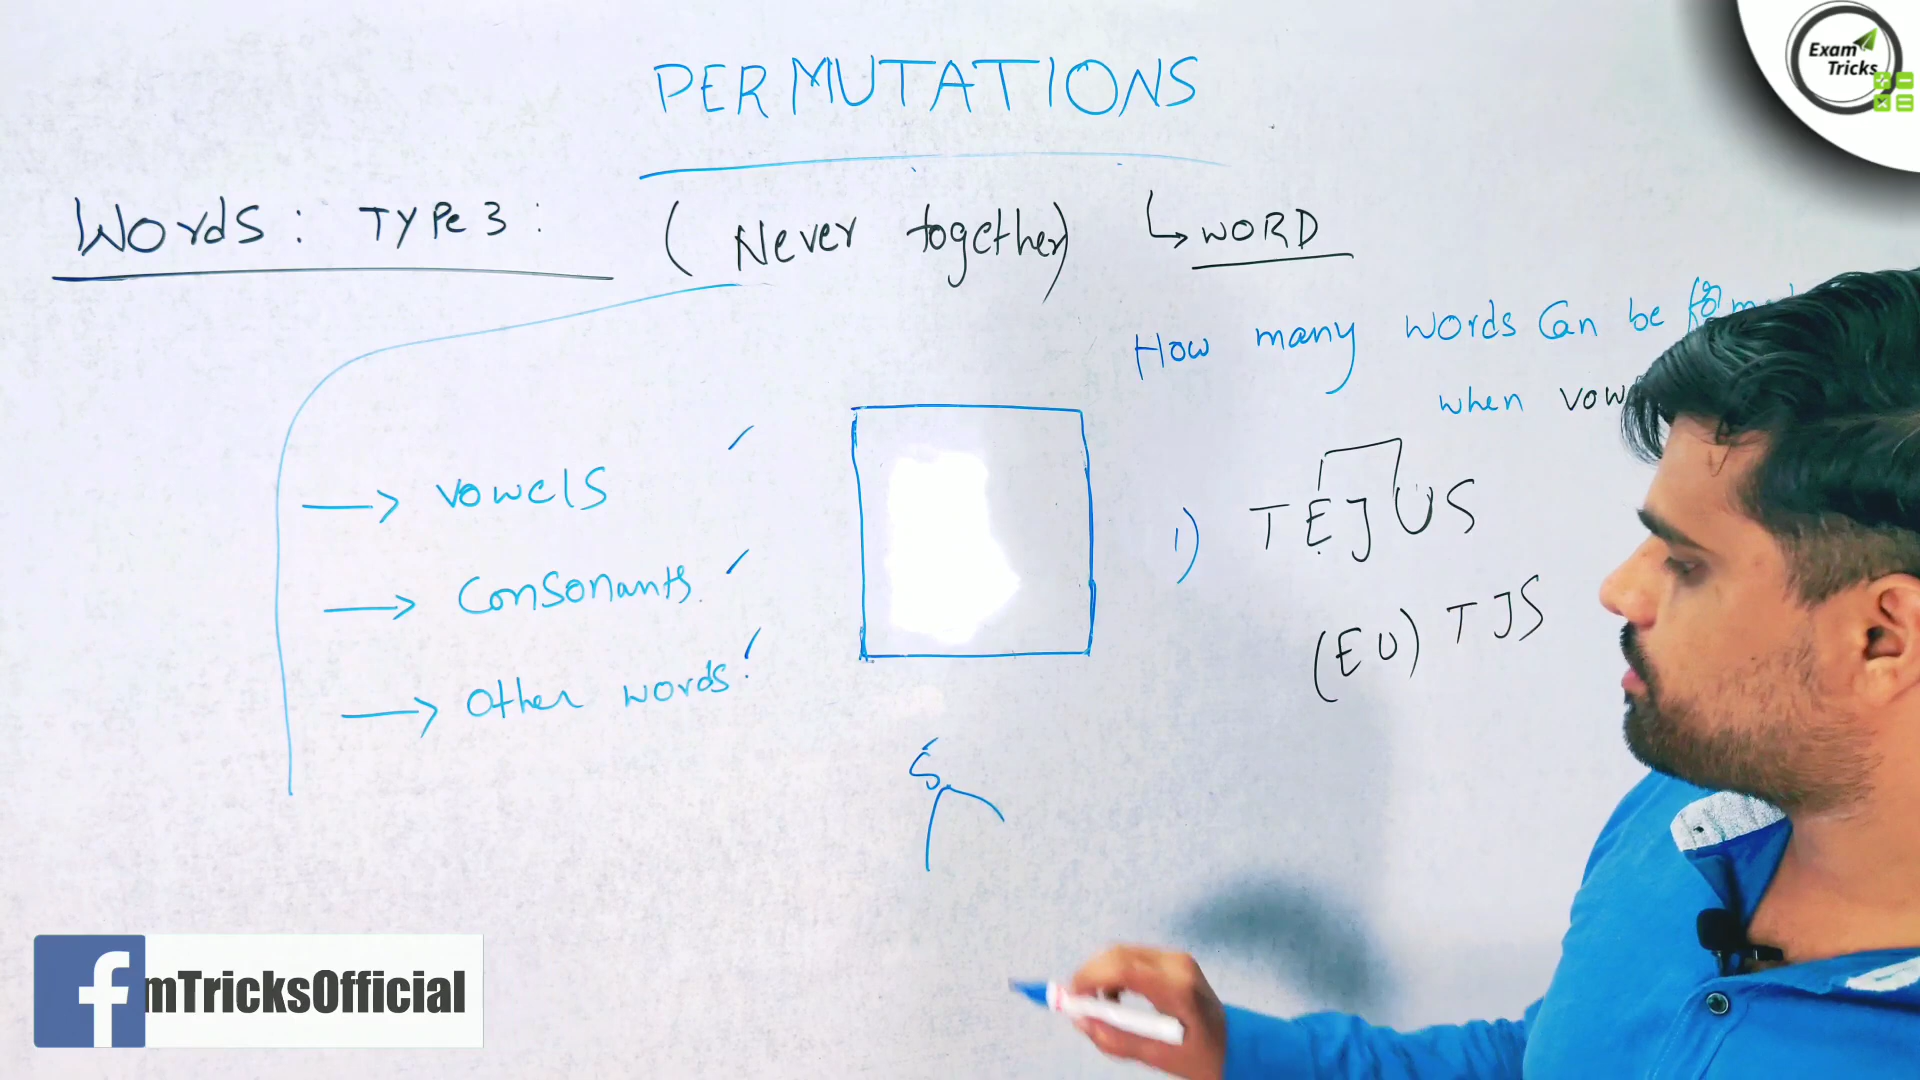 Exam
Tricks
PERMUTATIONS
Words: TYPe 3:
(Never together)
↳ WORD
How many words Can be
when
→ vowels
→ Consonants
→ Other words
1) TEJUS
(EU) TJS
5
mTricksOfficial